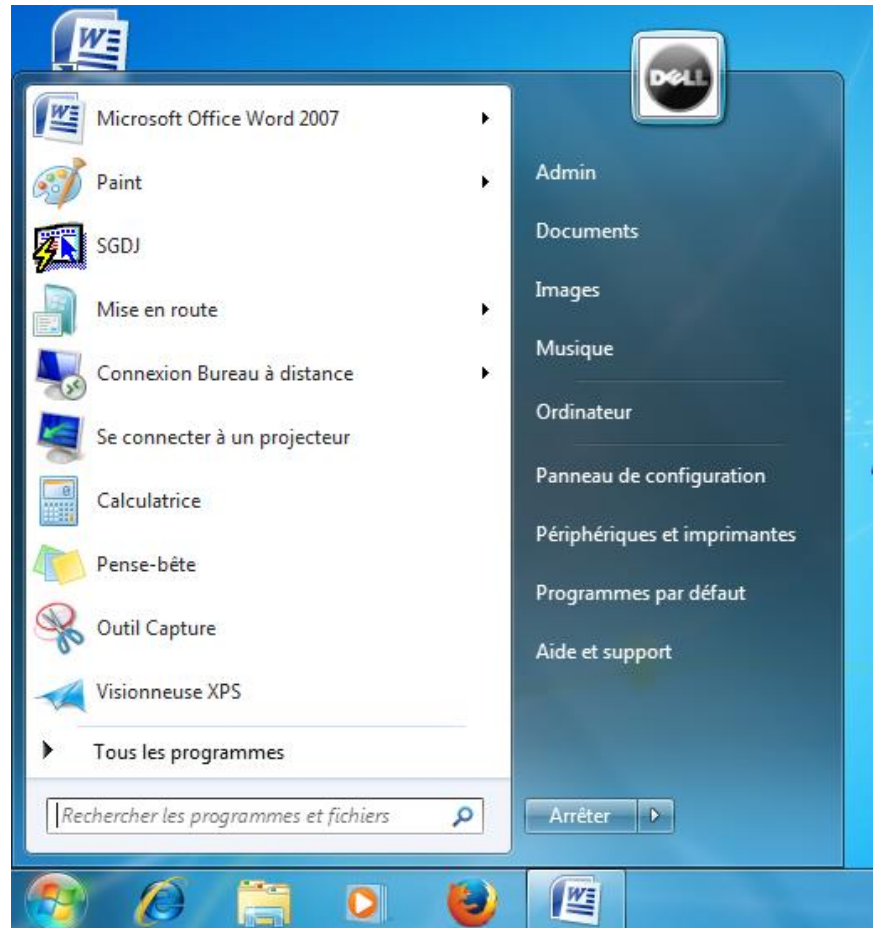 DELL
Microsoft Office Word 2007
Paint
SGDJ
Mise en route
Connexion Bureau à distance
Se connecter à un projecteur
Calculatrice
Pense-bête
Outil Capture
Visionneuse XPS
Tous les programmes
Rechercher les programmes et fichiers
Admin
Documents
Images
Musique
Ordinateur
Panneau de configuration
Périphériques et imprimantes
Programmes par défaut
Aide et support
Arrêter